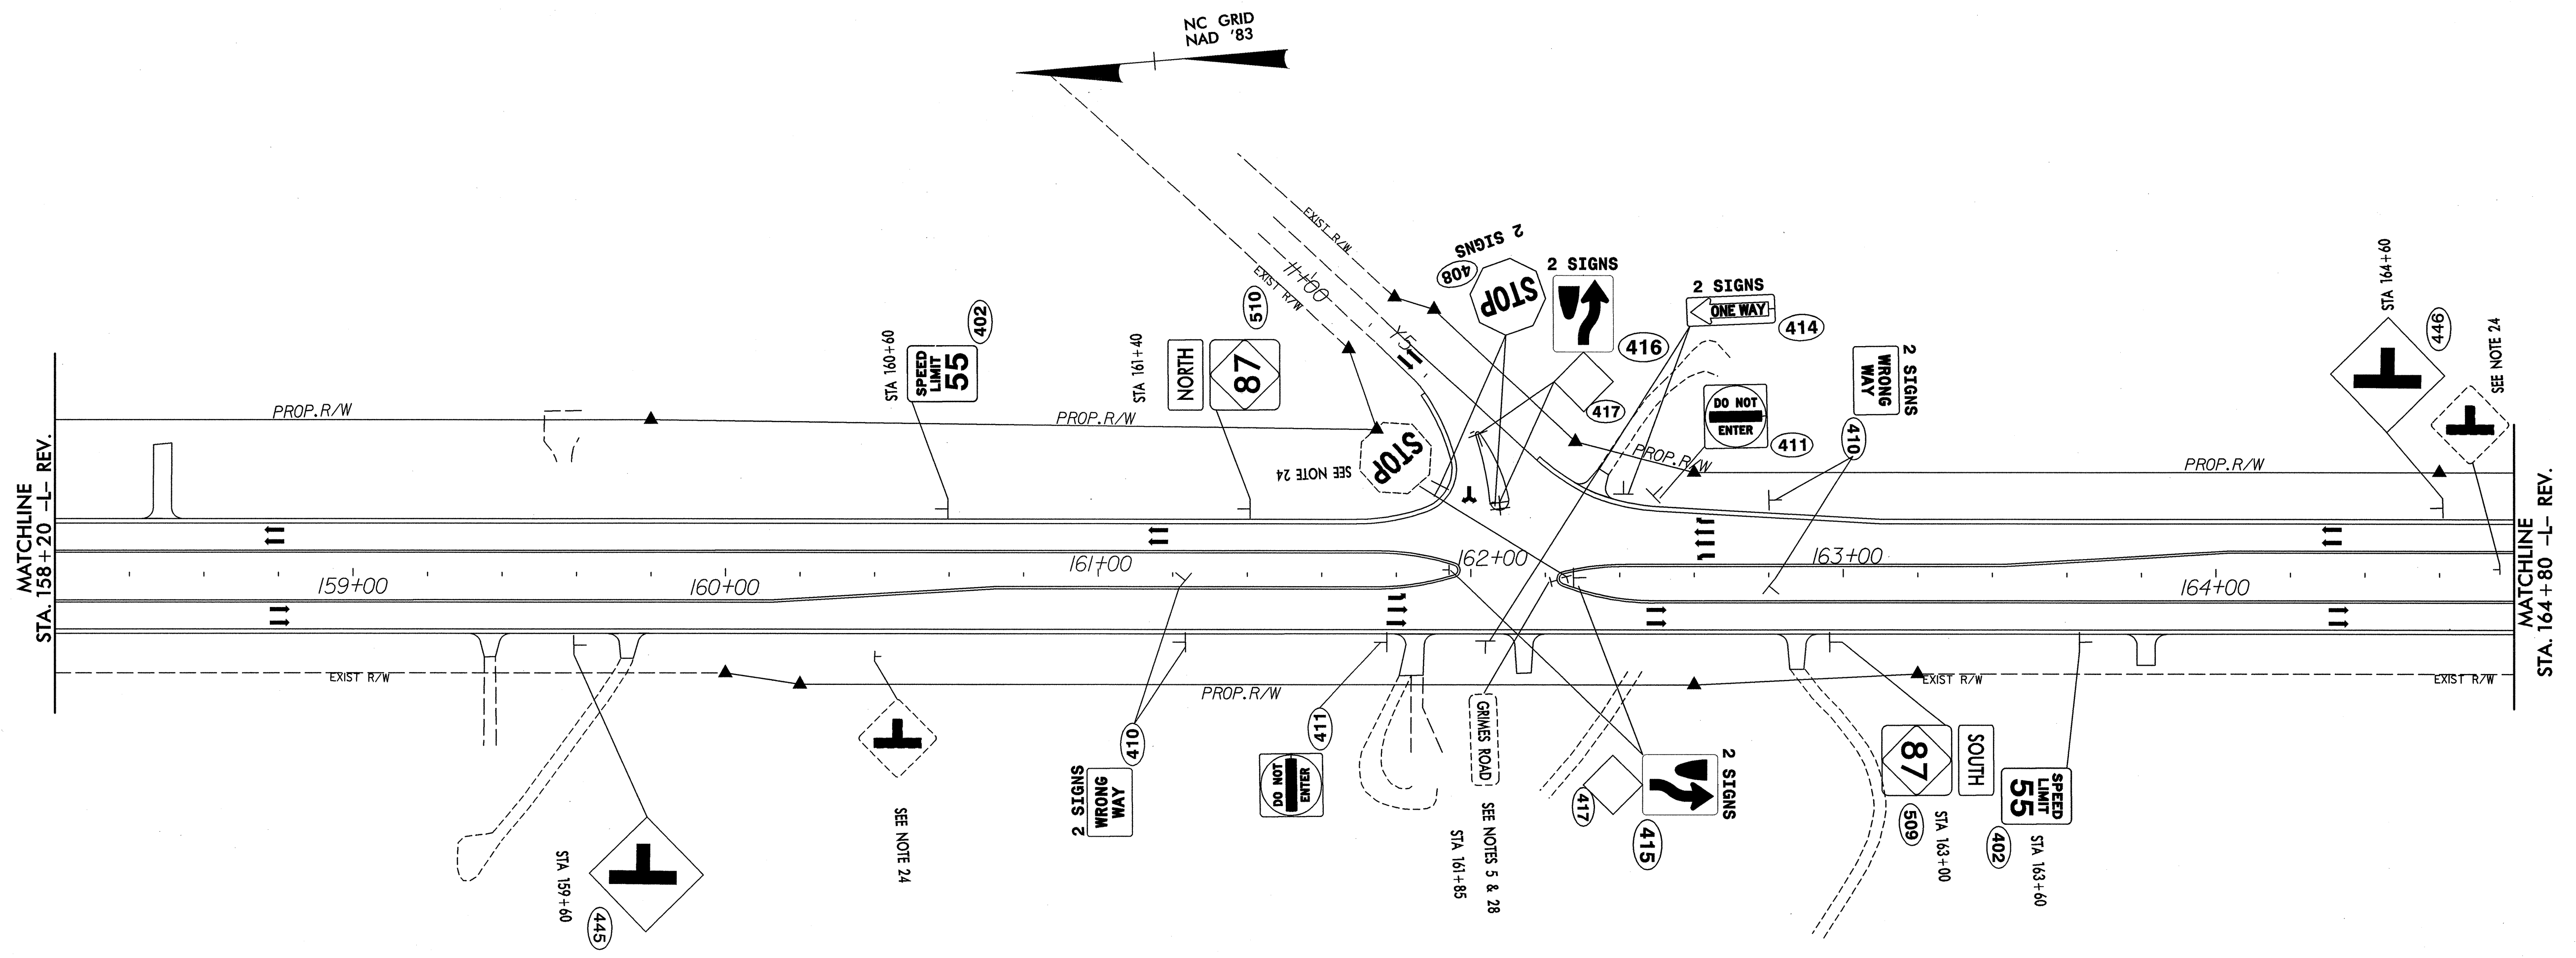 NC GRID
NAD '83
MATCHLINE
STA. 158+20 -L- REV.
MATCHLINE
STA. 164+80 -L- REV.
EXIST R/W
EXIST R/W
11+00
Y5
2 SIGNS
408
STOP
2 SIGNS
416
417
2 SIGNS
ONE WAY
414
DO NOT
ENTER
411
WRONG
WAY
2 SIGNS
410
STA 160+60
SPEED
LIMIT
55
402
STA 161+40
NORTH
87
510
STOP
SEE NOTE 24
STA 164+60
446
SEE NOTE 24
PROP.R/W
PROP.R/W
PROP.R/W
PROP.R/W
159+00
160+00
161+00
162+00
163+00
164+00
EXIST R/W
PROP.R/W
EXIST R/W
EXIST R/W
STA 159+60
445
SEE NOTE 24
410
2 SIGNS
WRONG
WAY
411
DO NOT
ENTER
GRIMES ROAD
SEE NOTES 5 & 28
STA 161+85
417
415
2 SIGNS
87
SOUTH
509
STA 163+00
SPEED
LIMIT
55
402
STA 163+60